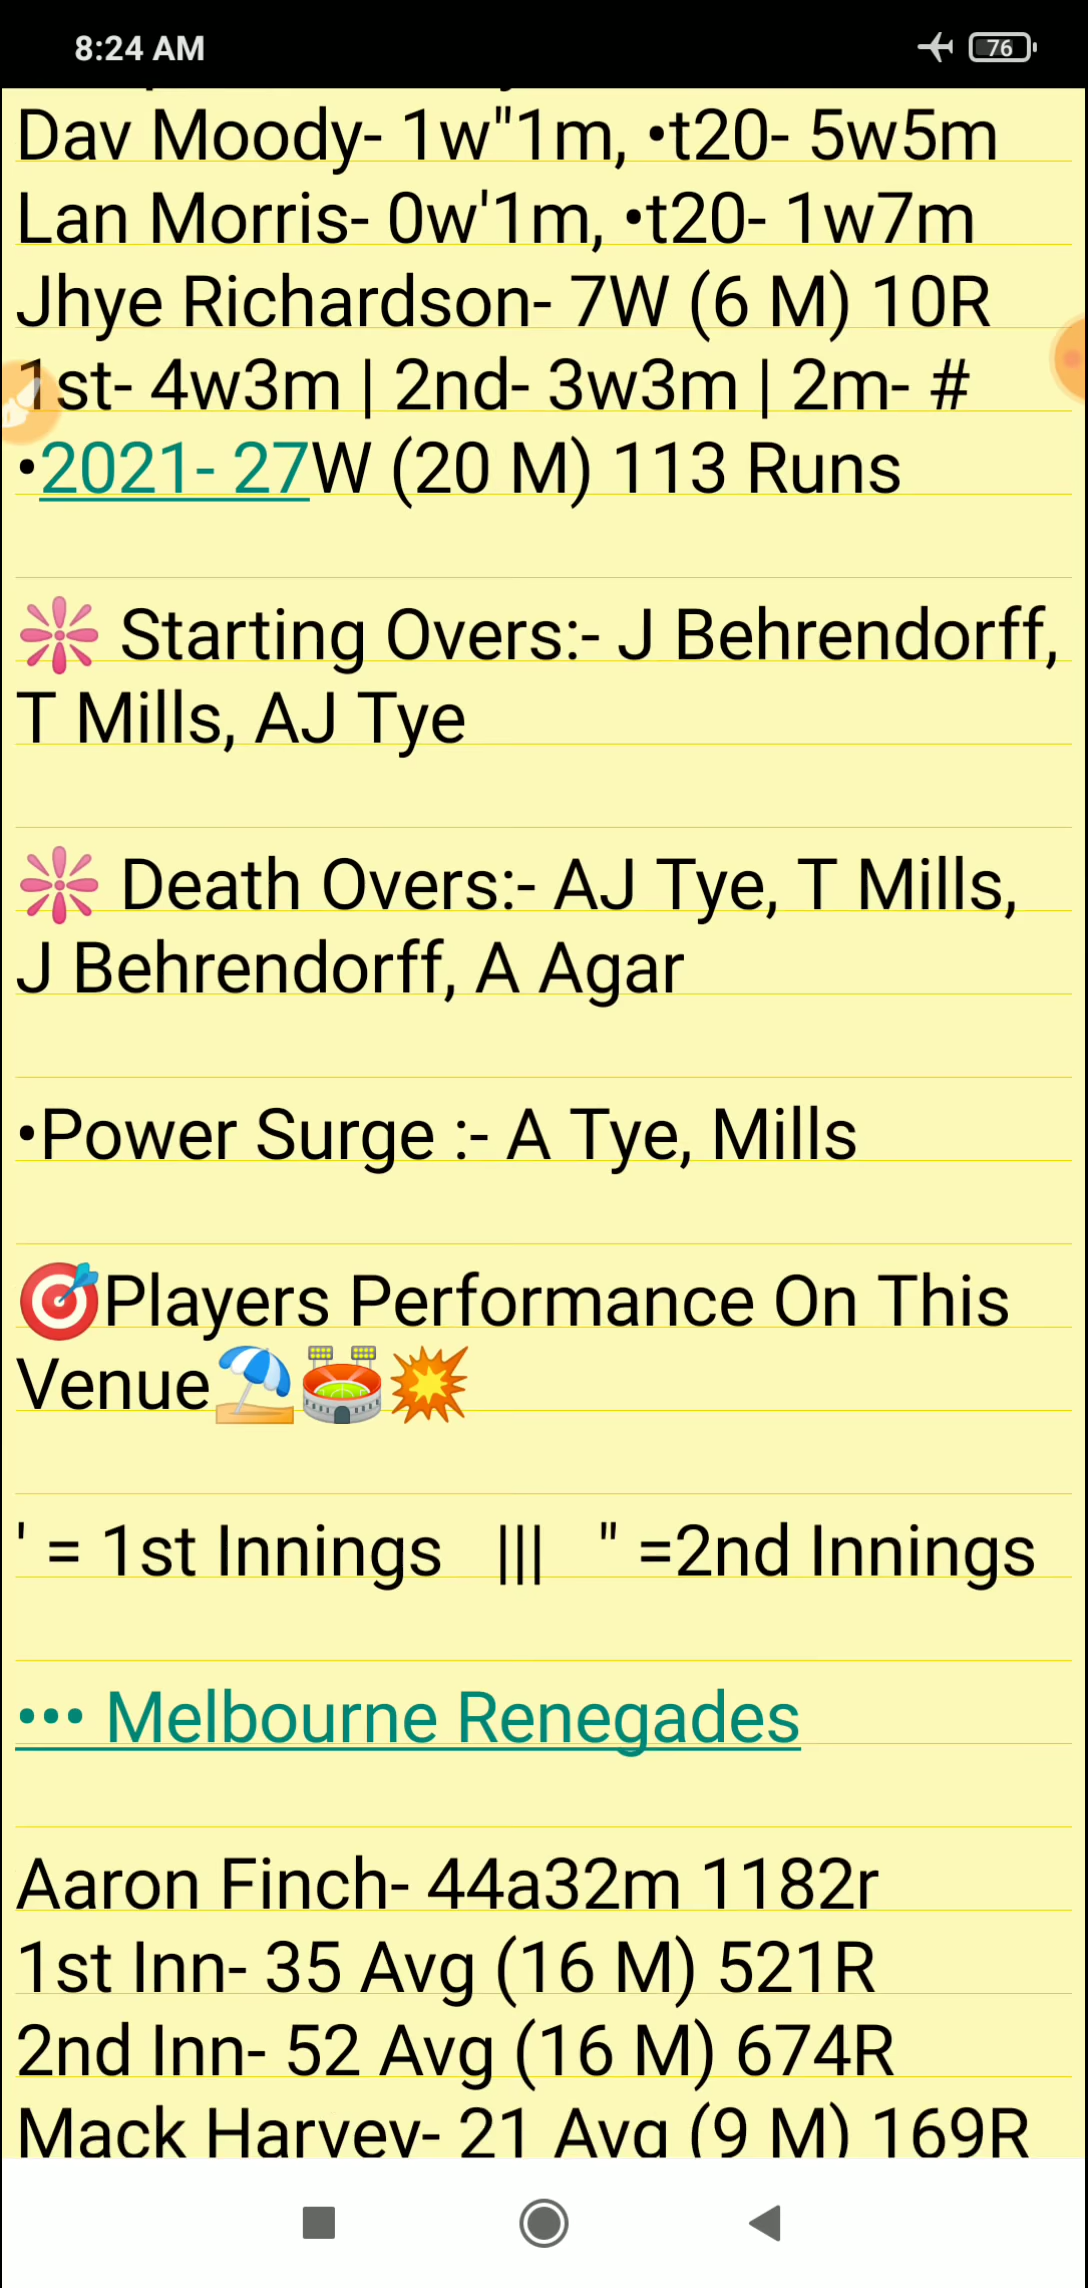 8:24 AM 76
Dav Moody- 1w"1m, •t20- 5w5m
Lan Morris- 0w'1m, •t20- 1w7m
Jhye Richardson- 7W (6 M) 10R
1st- 4w3m | 2nd- 3w3m | 2m- #
•2021- 27W (20 M) 113 Runs
Starting Overs:- J Behrendorff,
T Mills, AJ Tye
Death Overs:- AJ Tye, T Mills,
J Behrendorff, A Agar
•Power Surge :- A Tye, Mills
🎯Players Performance On This
Venue⛱️🏟️💥
' = 1st Innings ||| " =2nd Innings
••• Melbourne Renegades
Aaron Finch- 44a32m 1182r
1st Inn- 35 Avg (16 M) 521R
2nd Inn- 52 Avg (16 M) 674R
Mack Harvey- 21 Avg (9 M) 169R